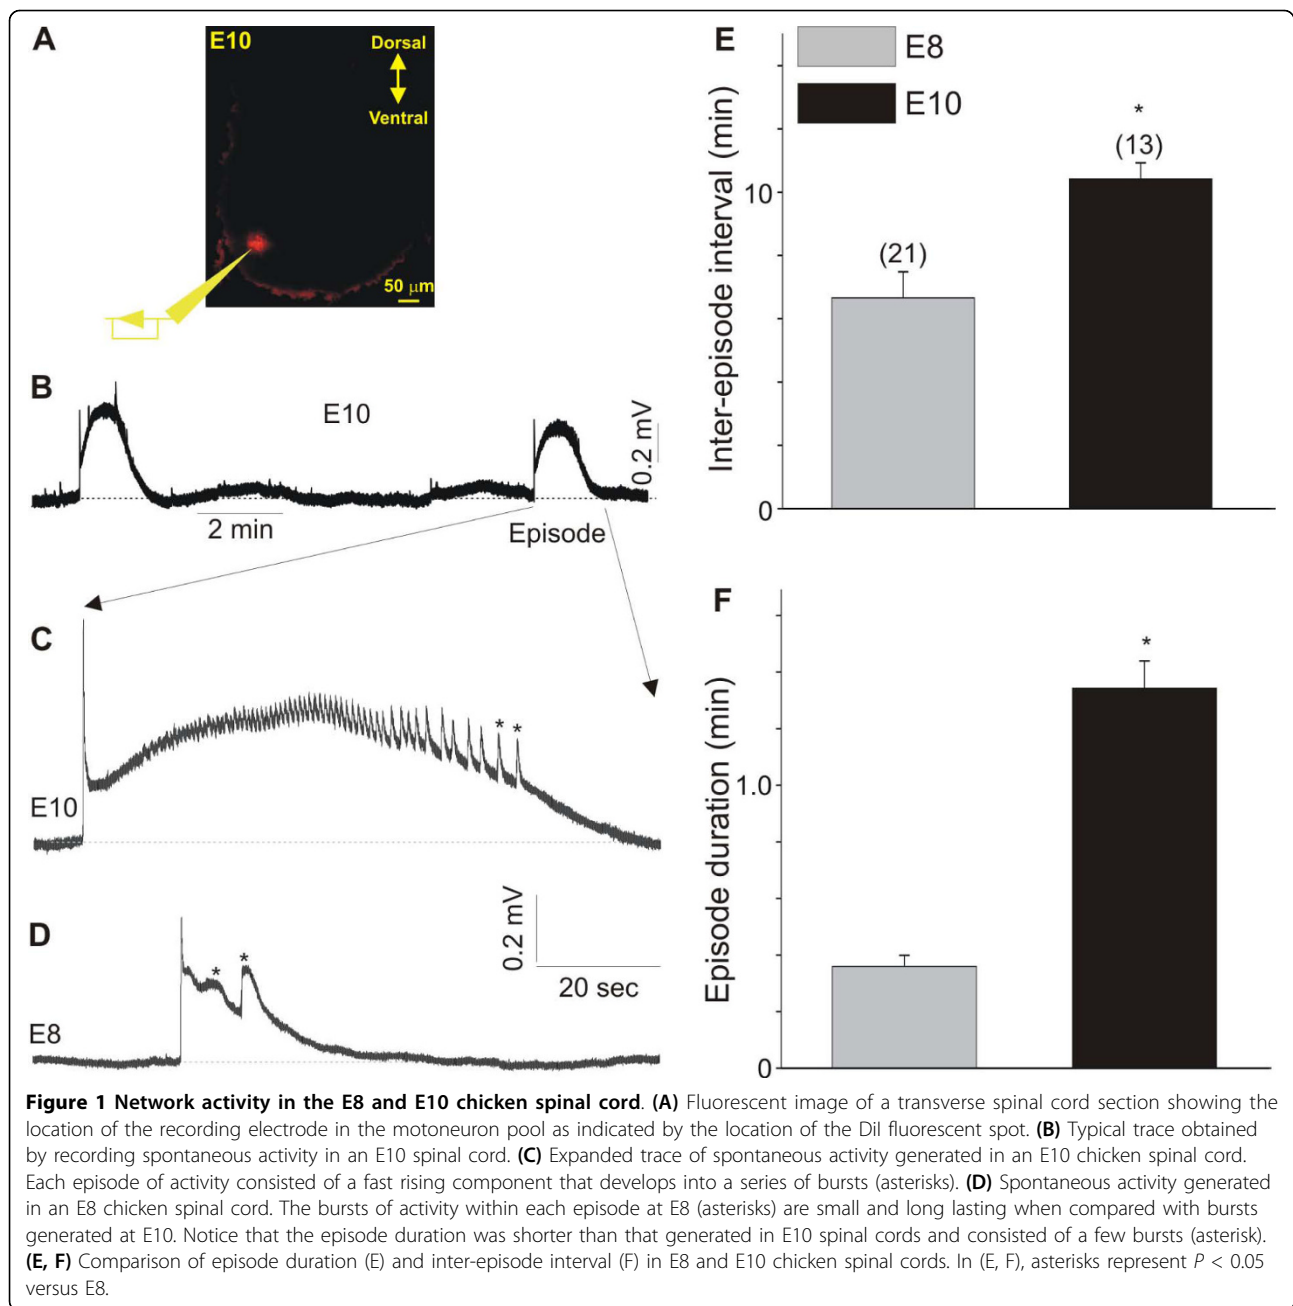 A
E10
Dorsal
Ventral
50 µm
B
E10
0.2 mV
2 min
Episode
C
* *
E10
D
* *
0.2 mV
20 sec
E8
E
E8
E10
Inter-episode interval (min)
*
(13)
(21)
10
0
F
*
Episode duration (min)
1.0
0
Figure 1 Network activity in the E8 and E10 chicken spinal cord. (A) Fluorescent image of a transverse spinal cord section showing the
location of the recording electrode in the motoneuron pool as indicated by the location of the DiI fluorescent spot. (B) Typical trace obtained
by recording spontaneous activity in an E10 spinal cord. (C) Expanded trace of spontaneous activity generated in an E10 chicken spinal cord.
Each episode of activity consisted of a fast rising component that develops into a series of bursts (asterisks). (D) Spontaneous activity generated
in an E8 chicken spinal cord. The bursts of activity within each episode at E8 (asterisks) are small and long lasting when compared with bursts
generated at E10. Notice that the episode duration was shorter than that generated in E10 spinal cords and consisted of a few bursts (asterisk).
(E, F) Comparison of episode duration (E) and inter-episode interval (F) in E8 and E10 chicken spinal cords. In (E, F), asterisks represent P < 0.05
versus E8.